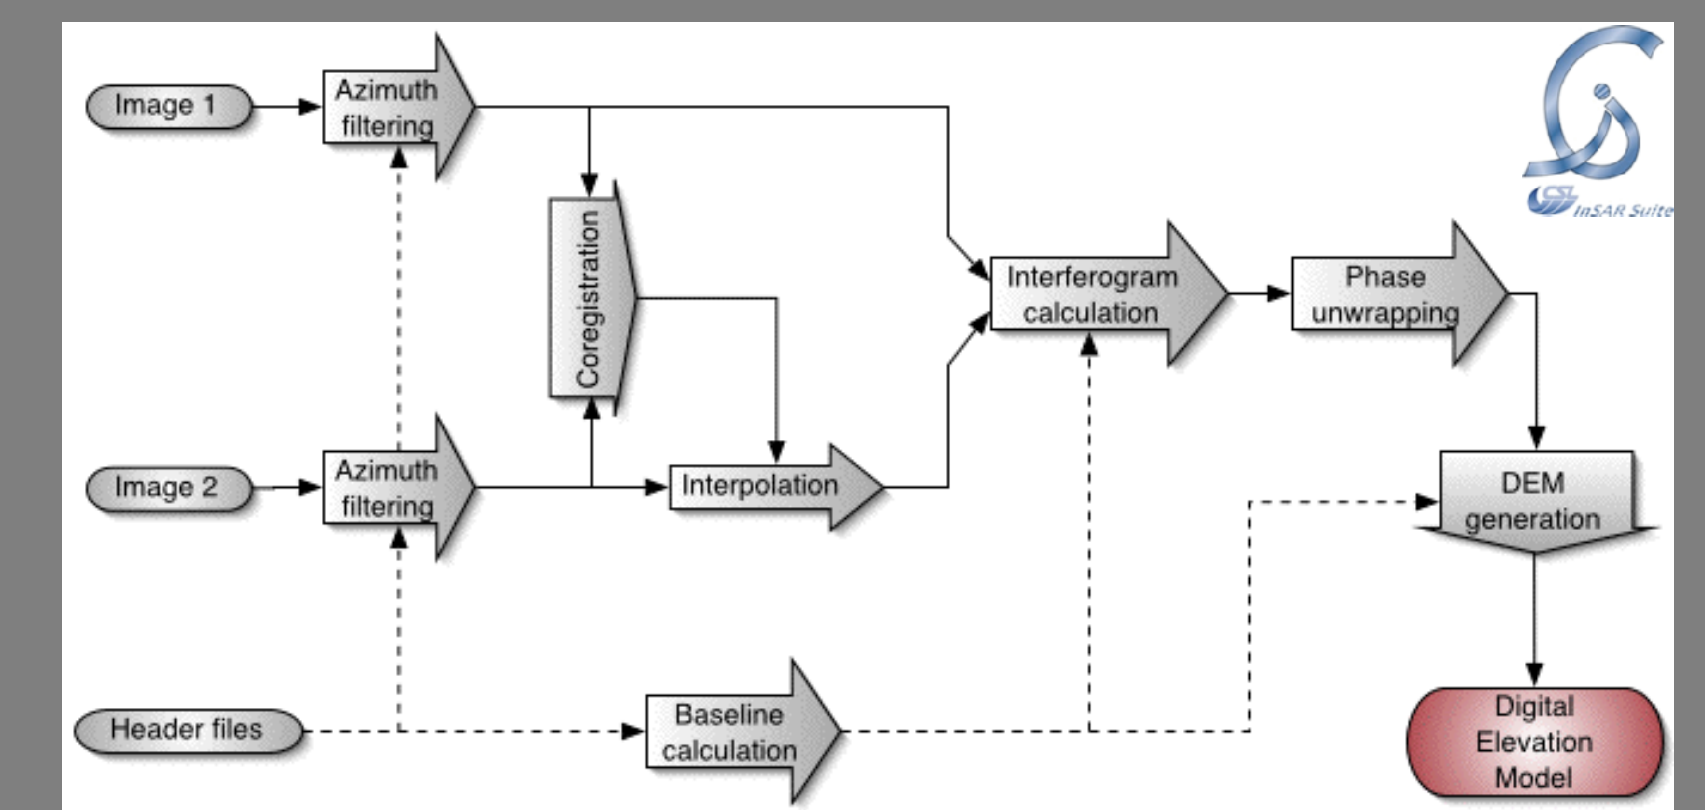 Image 1
Azimuth
filtering
CSL
InSAR Suite
Coregistration
Interferogram
calculation
Phase
unwrapping
Image 2
Azimuth
filtering
Interpolation
DEM
generation
Header files
Baseline
calculation
Digital
Elevation
Model